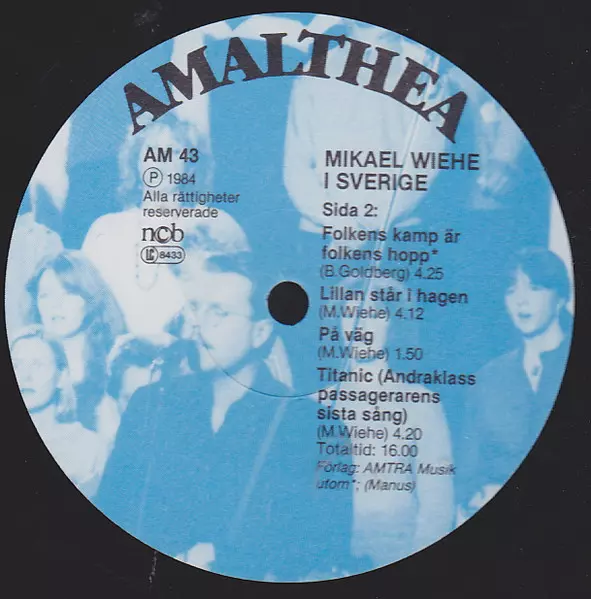 AMALTHEA
AM 43
Ⓟ 1984
Alla rättigheter
reserverade
ncb
LC 8433
MIKAEL WIEHE
I SVERIGE
Sida 2:
Folkens kamp är
folkens hopp*
(B.Goldberg) 4.25
Lillan står i hagen
(M.Wiehe) 4.12
På väg
(M.Wiehe) 1.50
Titanic (Andraklass
passagerarens
sista sång)
(M.Wiehe) 4.20
Totaltid: 16.00
Förlag: AMTRA Musik
utom*; (Manus)